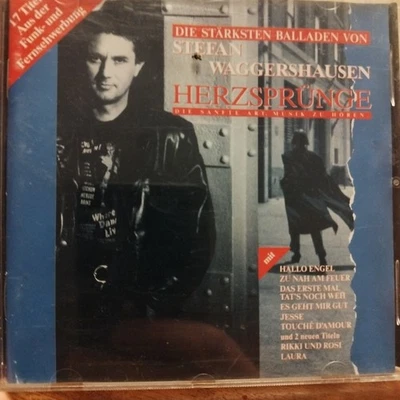 17 Titel
Aus der
Funk- und
Fernsehwerbung
DIE STÄRKSTEN BALLADEN VON
STEFAN
WAGGERSHAUSEN
HERZSPRÜNGE
DIE SANFTE ART MUSIK ZU HÖREN
mit
HALLO ENGEL
ZU NAH AM FEUER
DAS ERSTE MAL
TAT'S NOCH WEH
ES GEHT MIR GUT
JESSE
TOUCHÉ D'AMOUR
und 2 neuen Titeln
RIKKI UND ROSI
LAURA